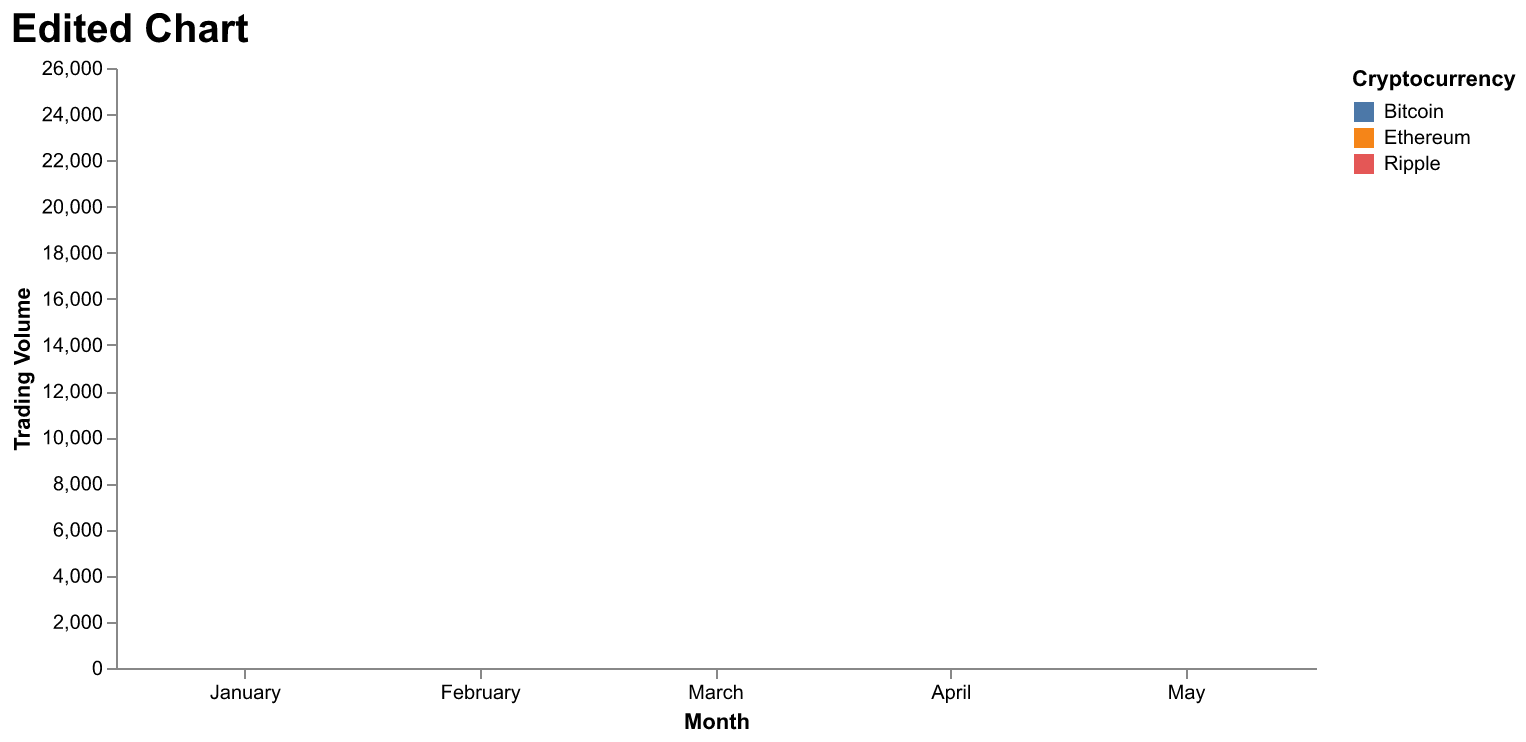 Edited Chart
26,000
24,000
22,000
20,000
18,000
16,000
14,000
12,000
10,000
8,000
6,000
4,000
2,000
0
Trading Volume
January February March April May
Month
Cryptocurrency
Bitcoin
Ethereum
Ripple